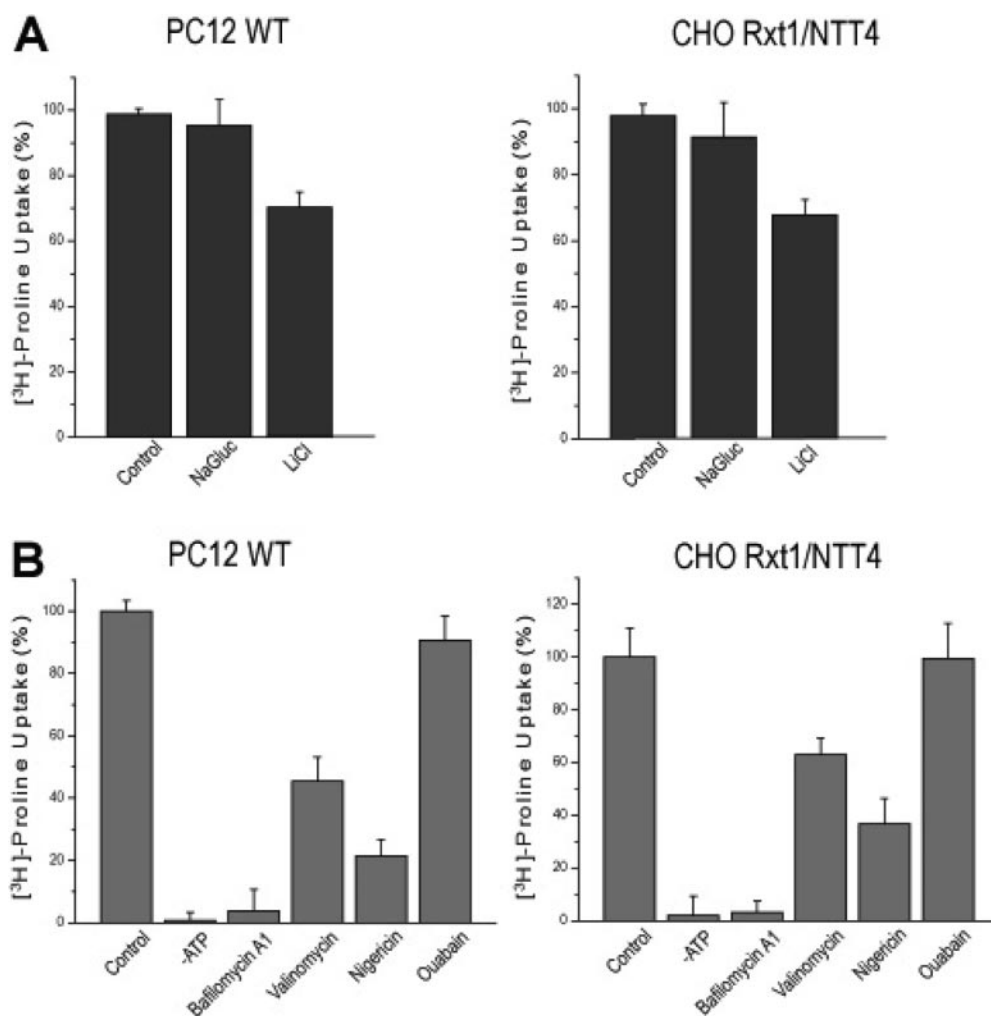 A
PC12 WT
CHO Rxt1/NTT4
[³H]-Proline Uptake (%)
100
80
60
40
20
0
Control
NaGluc
LiCl
[³H]-Proline Uptake (%)
100
80
60
40
20
0
Control
NaGluc
LiCl
B
PC12 WT
CHO Rxt1/NTT4
[³H]-Proline Uptake (%)
100
80
60
40
20
0
Control
-ATP
Bafilomycin A1
Valinomycin
Nigericin
Ouabain
[³H]-Proline Uptake (%)
120
100
80
60
40
20
0
Control
-ATP
Bafilomycin A1
Valinomycin
Nigericin
Ouabain